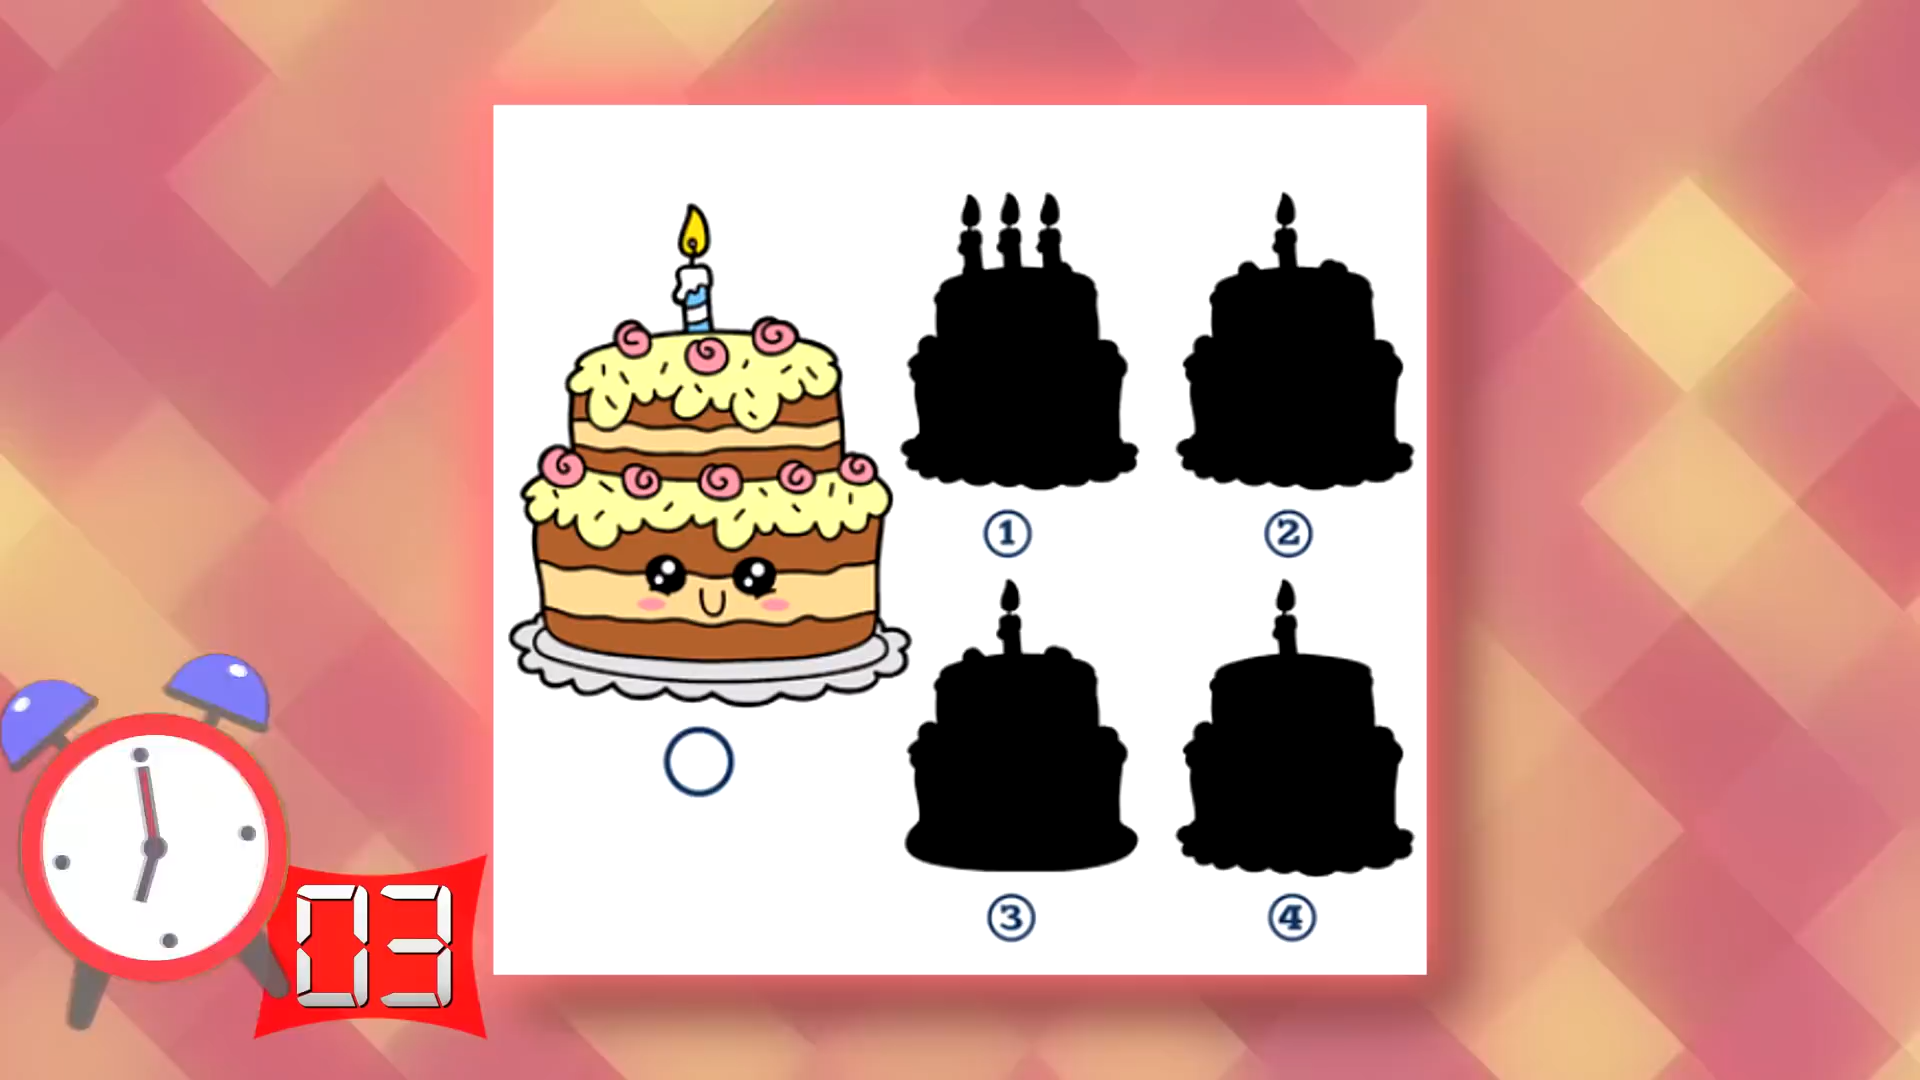 ① ②
③ ④
03